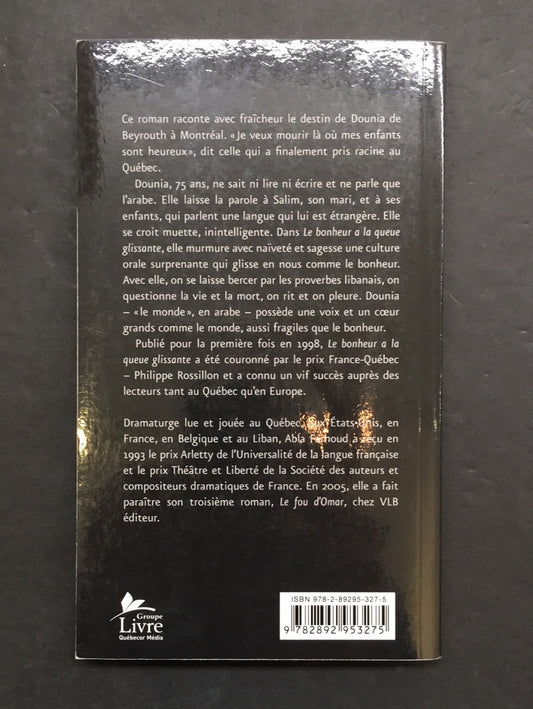 Ce roman raconte avec fraîcheur le destin de Dounia de
Beyrouth à Montréal. «Je veux mourir là où mes enfants
sont heureux», dit celle qui a finalement pris racine au
Québec.
Dounia, 75 ans, ne sait ni lire ni écrire et ne parle que
l'arabe. Elle laisse la parole à Salim, son mari, et à ses
enfants, qui parlent une langue qui lui est étrangère. Elle
se croit muette, inintelligente. Dans Le bonheur a la queue
glissante, elle murmure avec naïveté et sagesse une culture
orale surprenante qui glisse en nous comme le bonheur.
Avec elle, on se laisse bercer par les proverbes libanais, on
questionne la vie et la mort, on rit et on pleure. Dounia
– «le monde», en arabe – possède une voix et un cœur
grands comme le monde, aussi fragiles que le bonheur.
Publié pour la première fois en 1998, Le bonheur a la
queue glissante a été couronné par le prix France-Québec
– Philippe Rossillon et a connu un vif succès auprès des
lecteurs tant au Québec qu'en Europe.
Dramaturge lue et jouée au Québec, aux États-Unis, en
France, en Belgique et au Liban, Abla Farhoud a reçu en
1993 le prix Arletty de l'Universalité de la langue française
et le prix Théâtre et Liberté de la Société des auteurs et
compositeurs dramatiques de France. En 2005, elle a fait
paraître son troisième roman, Le fou d'Omar, chez VLB
éditeur.
Groupe
Livre
Québecor Média
ISBN 978-2-89295-327-5
9 782892 953275